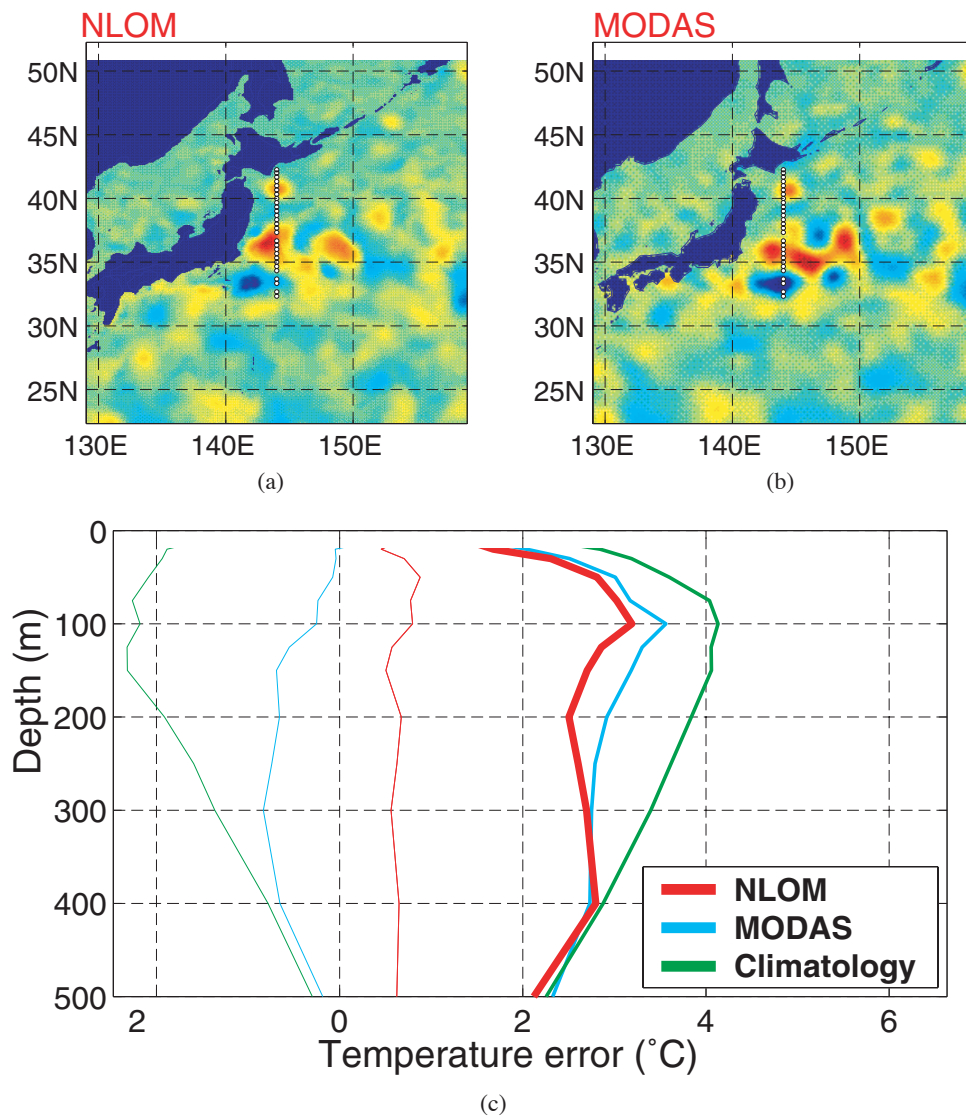 NLOM
MODAS
50N
45N
40N
35N
30N
25N
130E
140E
150E
50N
45N
40N
35N
30N
25N
130E
140E
150E
(a)
(b)
0
100
200
300
400
500
Depth (m)
2
0
2
4
6
Temperature error (˚C)
NLOM
MODAS
Climatology
(c)